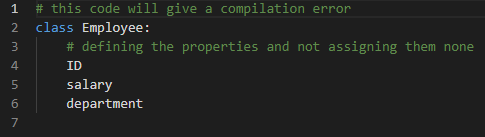 1 # this code will give a compilation error
2 class Employee:
3     # defining the properties and not assigning them none
4     ID
5     salary
6     department
7